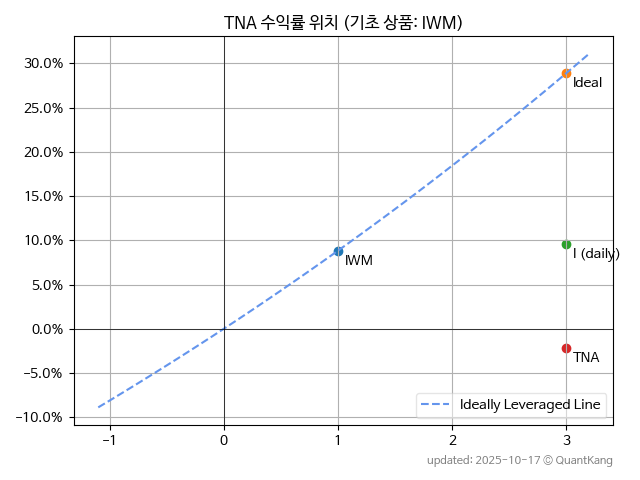 TNA 수익률 위치 (기초 상품: IWM)
30.0%
25.0%
20.0%
15.0%
10.0%
5.0%
0.0%
−5.0%
−10.0%
Ideal
I (daily)
IWM
TNA
Ideally Leveraged Line
−1
0
1
2
3
updated: 2025-10-17 © QuantKang